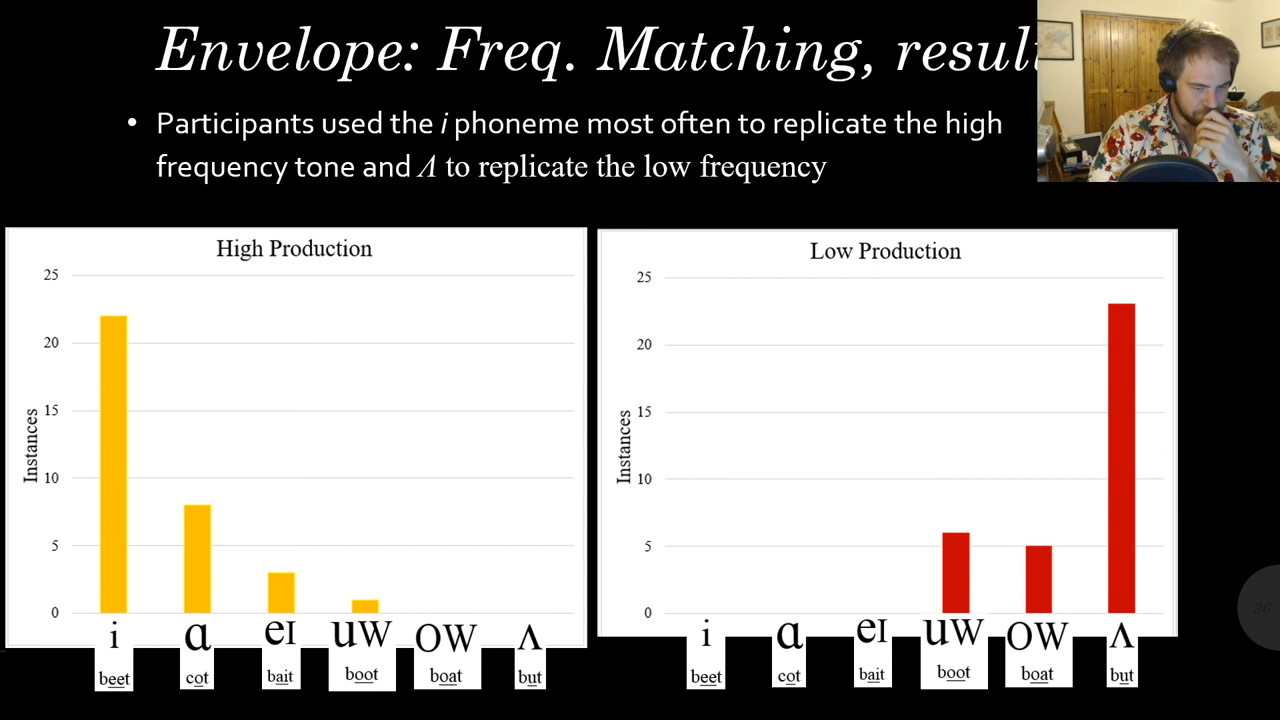 Envelope: Freq. Matching, resul
• Participants used the i phoneme most often to replicate the high
frequency tone and Λ to replicate the low frequency
High Production
Instances
25
20
15
10
5
0
i ɑ eɪ uw ow ʌ
beet cot bait boot boat but
Low Production
Instances
25
20
15
10
5
0
i ɑ eɪ uw ow ʌ
beet cot bait boot boat but
36